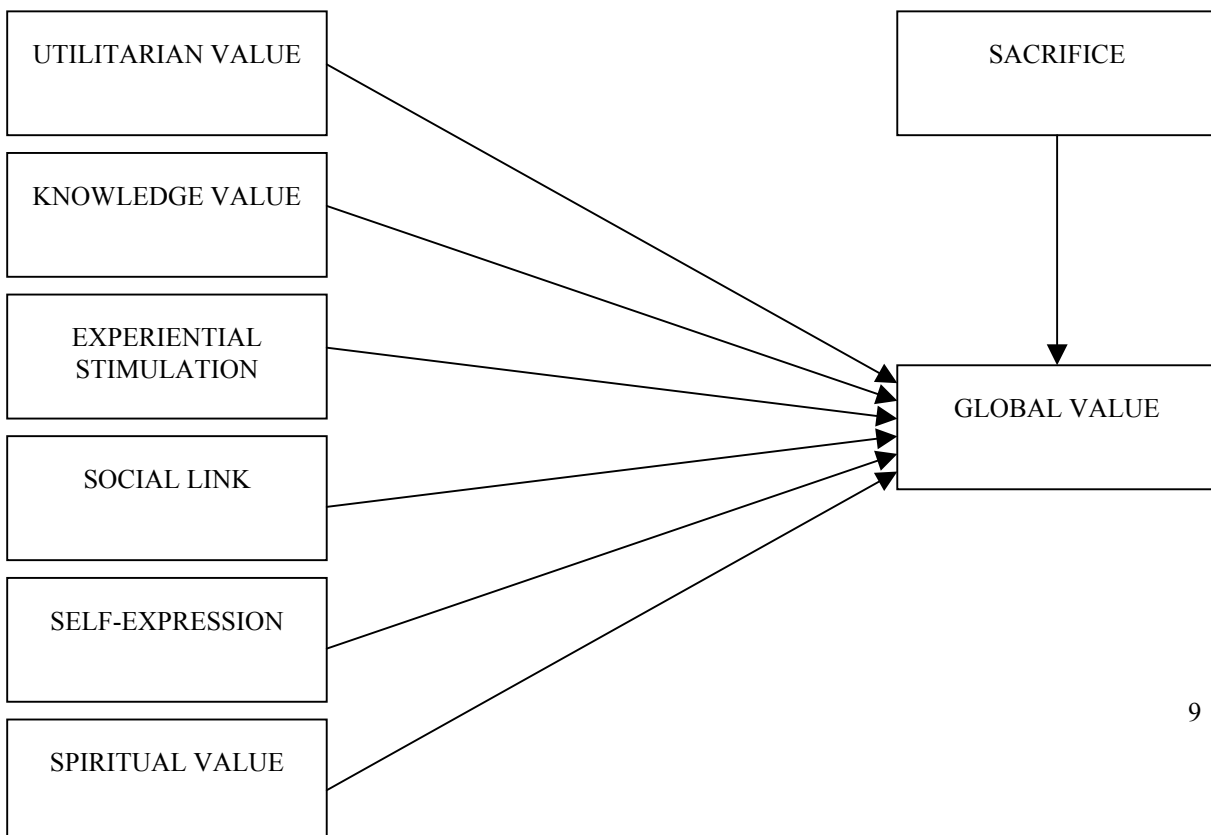 UTILITARIAN VALUE
SACRIFICE
KNOWLEDGE VALUE
EXPERIENTIAL
STIMULATION
GLOBAL VALUE
SOCIAL LINK
SELF-EXPRESSION
9
SPIRITUAL VALUE